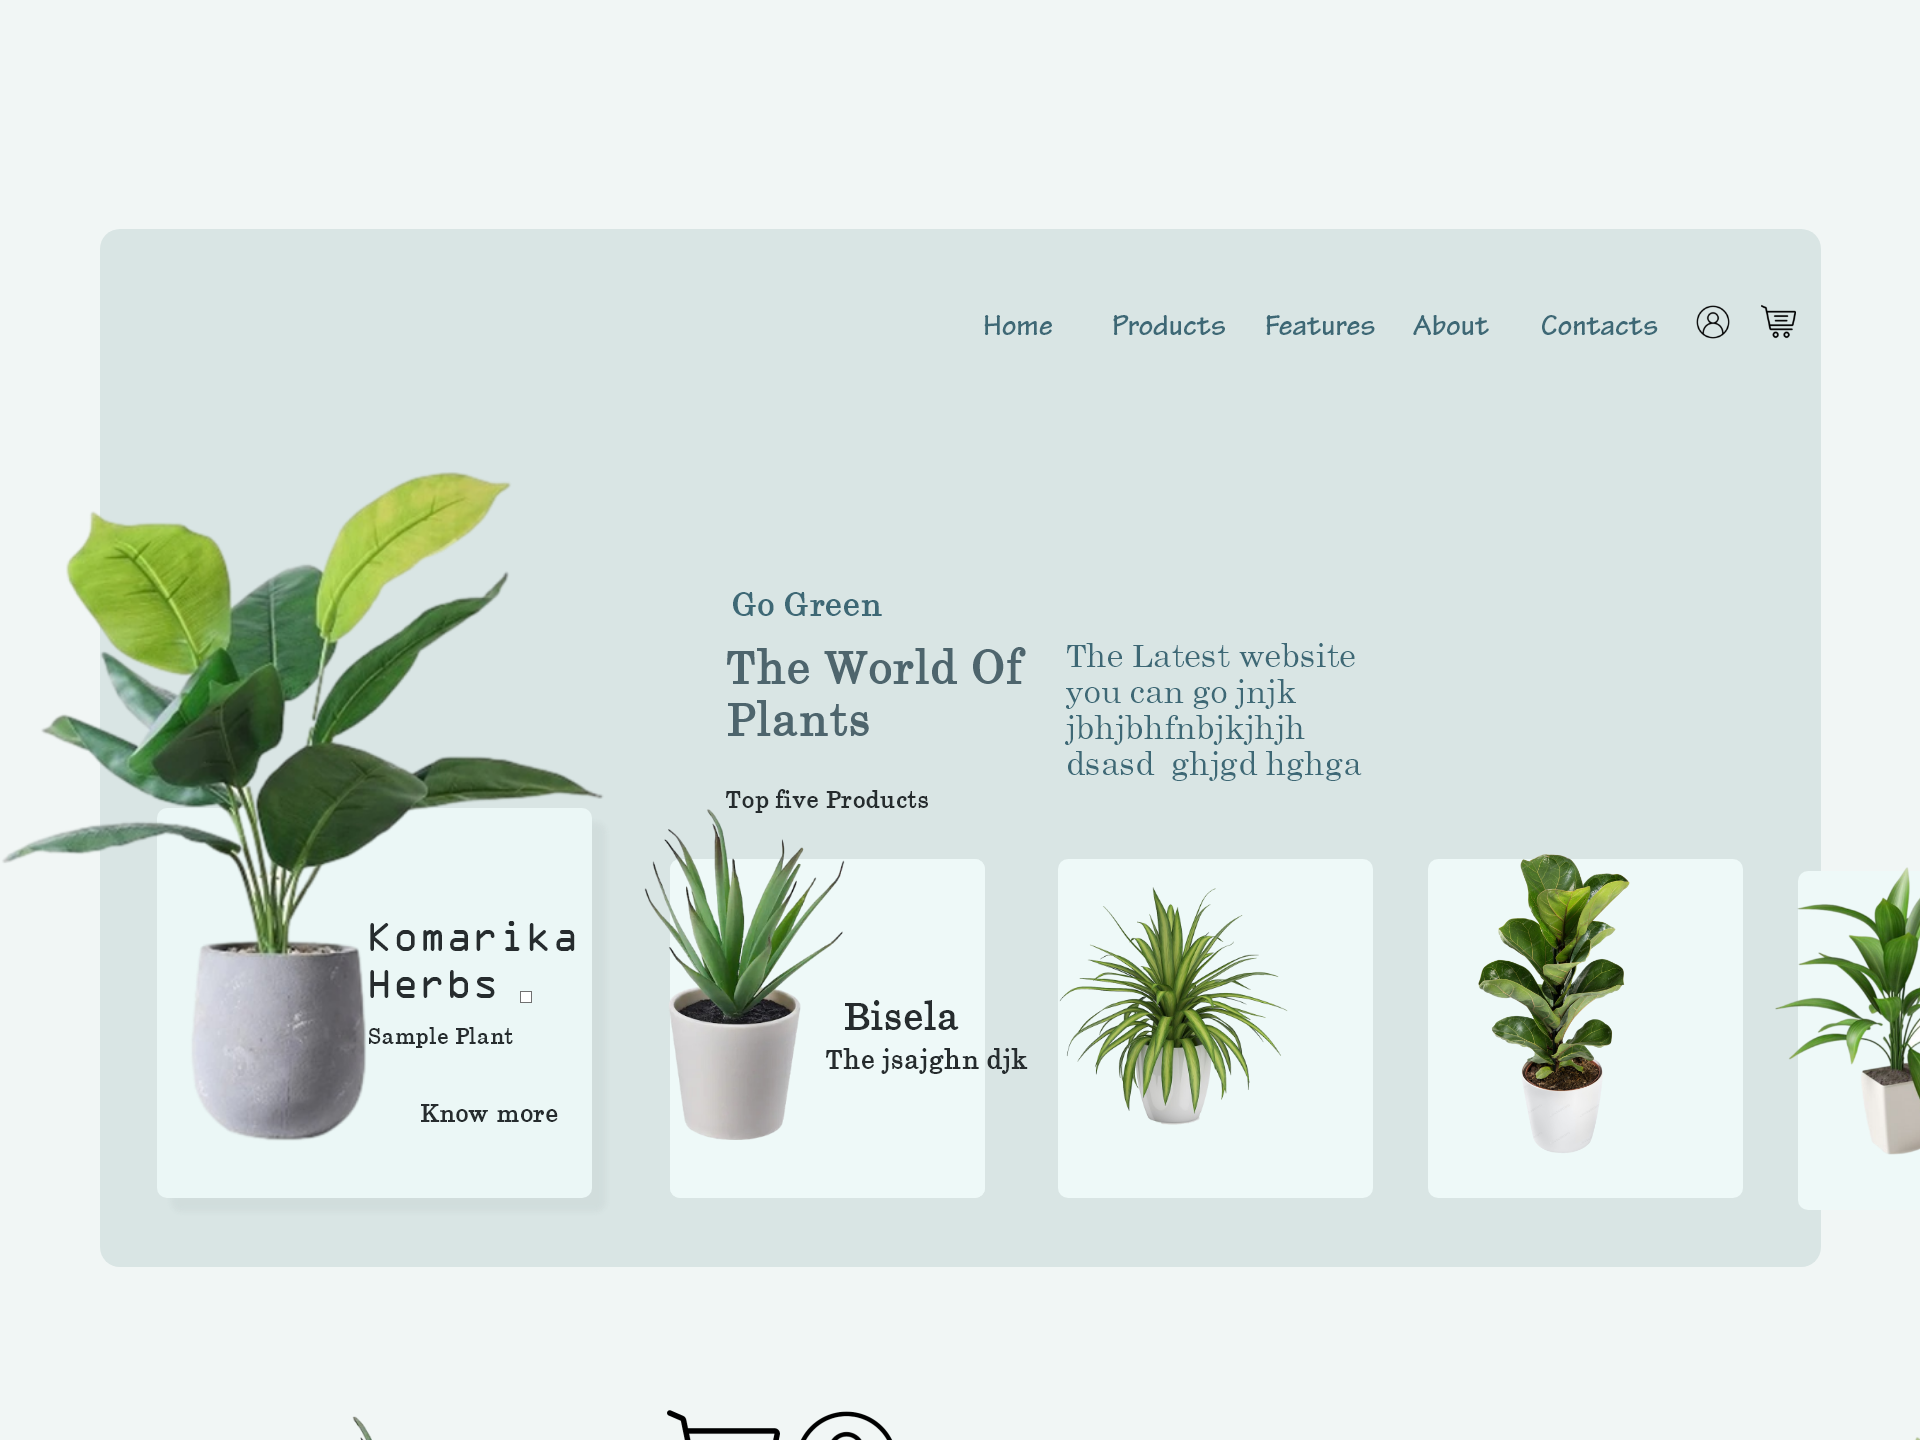 Home Products Features About Contacts
Go Green
The World Of
Plants
The Latest website
you can go jnjk
jbhjbhfnbjkjhjh
dsasd  ghjgd hghga
Top five Products
Komarika
Herbs
Sample Plant
Know more
Bisela
The jsajghn djk